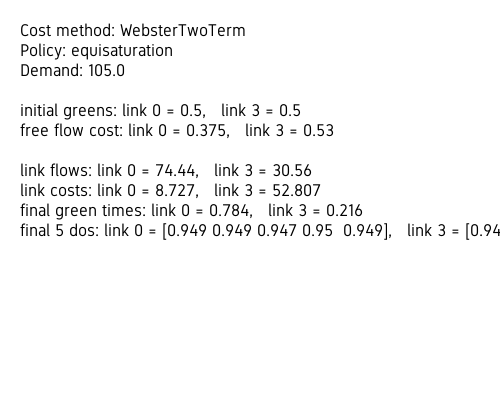 Cost method: WebsterTwoTerm
Policy: equisaturation
Demand: 105.0
initial greens: link 0 = 0.5,   link 3 = 0.5
free flow cost: link 0 = 0.375,   link 3 = 0.53
link flows: link 0 = 74.44,   link 3 = 30.56
link costs: link 0 = 8.727,   link 3 = 52.807
final green times: link 0 = 0.784,   link 3 = 0.216
final 5 dos: link 0 = [0.949 0.949 0.947 0.95  0.949],   link 3 = [0.94